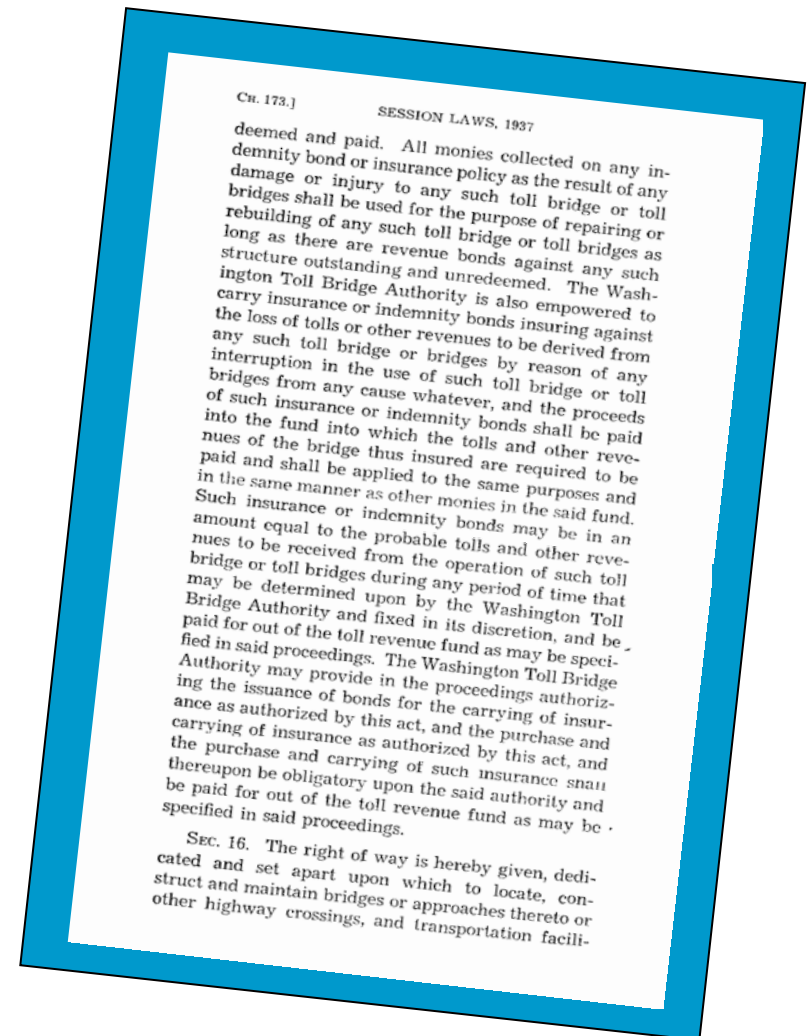 CH. 173.] SESSION LAWS, 1937
deemed and paid. All monies collected on any in-
demnity bond or insurance policy as the result of any
damage or injury to any such toll bridge or toll
bridges shall be used for the purpose of repairing or
rebuilding of any such toll bridge or toll bridges as
long as there are revenue bonds against any such
structure outstanding and unredeemed. The Wash-
ington Toll Bridge Authority is also empowered to
carry insurance or indemnity bonds insuring against
the loss of tolls or other revenues to be derived from
any such toll bridge or bridges by reason of any
interruption in the use of such toll bridge or toll
bridges from any cause whatever, and the proceeds
of such insurance or indemnity bonds shall be paid
into the fund into which the tolls and other reve-
nues of the bridge thus insured are required to be
paid and shall be applied to the same purposes and
in the same manner as other monies in the said fund.
Such insurance or indemnity bonds may be in an
amount equal to the probable tolls and other reve-
nues to be received from the operation of such toll
bridge or toll bridges during any period of time that
may be determined upon by the Washington Toll
Bridge Authority and fixed in its discretion, and be
paid for out of the toll revenue fund as may be speci-
fied in said proceedings. The Washington Toll Bridge
Authority may provide in the proceedings authoriz-
ing the issuance of bonds for the carrying of insur-
ance as authorized by this act, and the purchase and
carrying of insurance as authorized by this act, and
the purchase and carrying of such insurance shall
thereupon be obligatory upon the said authority and
be paid for out of the toll revenue fund as may be
specified in said proceedings.
SEC. 16. The right of way is hereby given, dedi-
cated and set apart upon which to locate, con-
struct and maintain bridges or approaches thereto or
other highway crossings, and transportation facili-